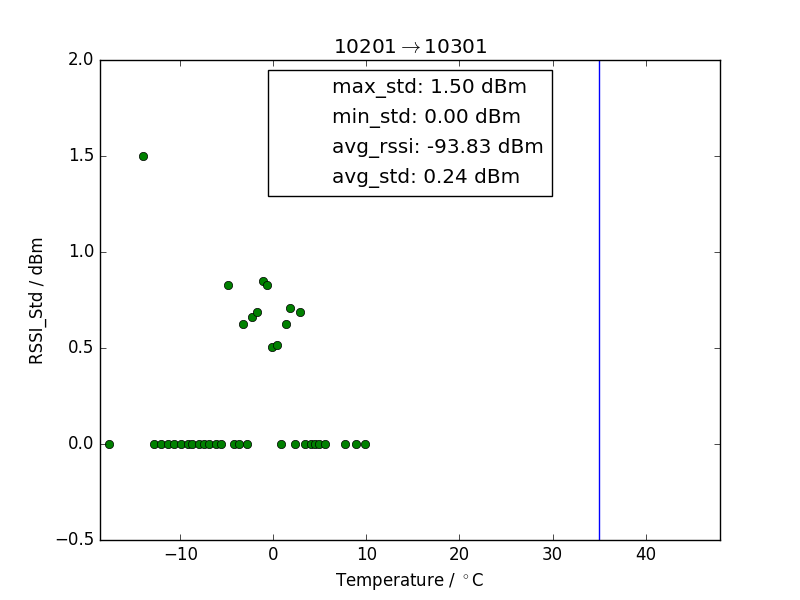 10201→10301
max_std: 1.50 dBm
min_std: 0.00 dBm
avg_rssi: -93.83 dBm
avg_std: 0.24 dBm
2.0
1.5
1.0
0.5
0.0
−0.5
RSSI_Std / dBm
−10 0 10 20 30 40
Temperature / °C